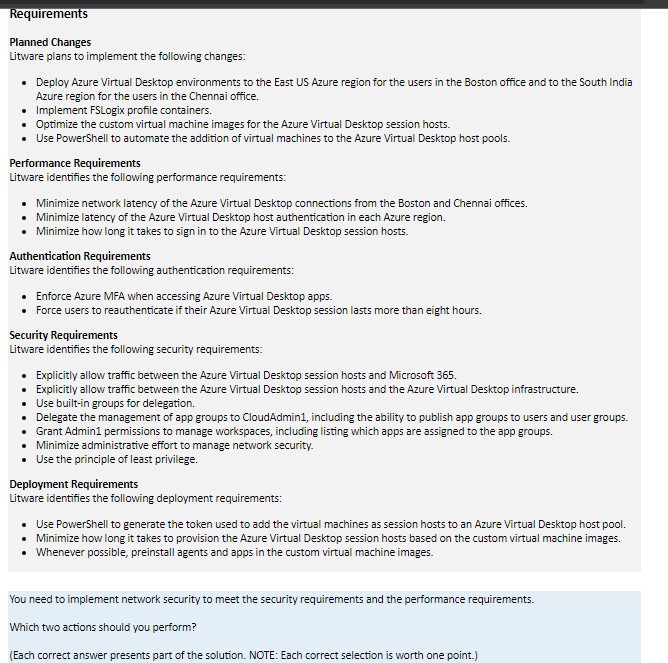 Requirements
Planned Changes
Litware plans to implement the following changes:
• Deploy Azure Virtual Desktop environments to the East US Azure region for the users in the Boston office and to the South India
Azure region for the users in the Chennai office.
• Implement FSLogix profile containers.
• Optimize the custom virtual machine images for the Azure Virtual Desktop session hosts.
• Use PowerShell to automate the addition of virtual machines to the Azure Virtual Desktop host pools.
Performance Requirements
Litware identifies the following performance requirements:
• Minimize network latency of the Azure Virtual Desktop connections from the Boston and Chennai offices.
• Minimize latency of the Azure Virtual Desktop host authentication in each Azure region.
• Minimize how long it takes to sign in to the Azure Virtual Desktop session hosts.
Authentication Requirements
Litware identifies the following authentication requirements:
• Enforce Azure MFA when accessing Azure Virtual Desktop apps.
• Force users to reauthenticate if their Azure Virtual Desktop session lasts more than eight hours.
Security Requirements
Litware identifies the following security requirements:
• Explicitly allow traffic between the Azure Virtual Desktop session hosts and Microsoft 365.
• Explicitly allow traffic between the Azure Virtual Desktop session hosts and the Azure Virtual Desktop infrastructure.
• Use built-in groups for delegation.
• Delegate the management of app groups to CloudAdmin1, including the ability to publish app groups to users and user groups.
• Grant Admin1 permissions to manage workspaces, including listing which apps are assigned to the app groups.
• Minimize administrative effort to manage network security.
• Use the principle of least privilege.
Deployment Requirements
Litware identifies the following deployment requirements:
• Use PowerShell to generate the token used to add the virtual machines as session hosts to an Azure Virtual Desktop host pool.
• Minimize how long it takes to provision the Azure Virtual Desktop session hosts based on the custom virtual machine images.
• Whenever possible, preinstall agents and apps in the custom virtual machine images.
You need to implement network security to meet the security requirements and the performance requirements.
Which two actions should you perform?
(Each correct answer presents part of the solution. NOTE: Each correct selection is worth one point.)